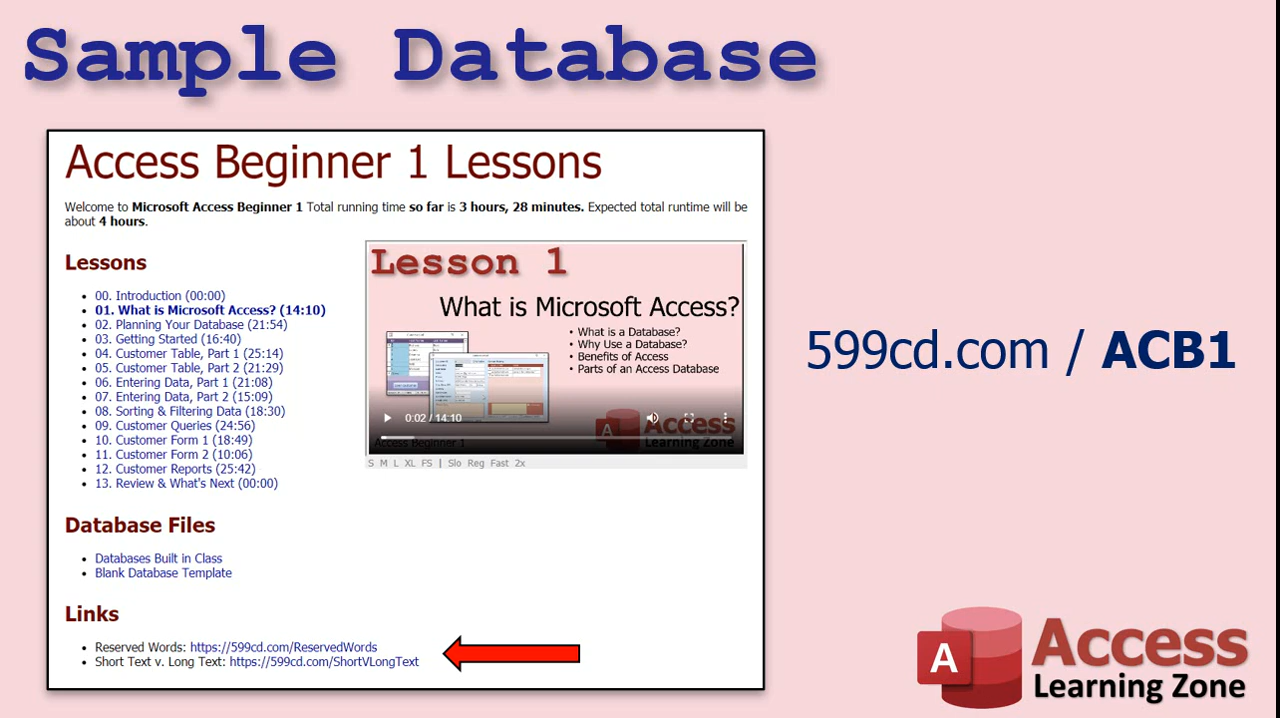 Sample Database
Access Beginner 1 Lessons
Welcome to Microsoft Access Beginner 1 Total running time so far is 3 hours, 28 minutes. Expected total runtime will be
about 4 hours.
Lessons
00. Introduction (00:00)
01. What is Microsoft Access? (14:10)
02. Planning Your Database (21:54)
03. Getting Started (16:40)
04. Customer Table, Part 1 (25:14)
05. Customer Table, Part 2 (21:29)
06. Entering Data, Part 1 (21:08)
07. Entering Data, Part 2 (15:09)
08. Sorting & Filtering Data (18:30)
09. Customer Queries (24:56)
10. Customer Form 1 (18:49)
11. Customer Form 2 (10:06)
12. Customer Reports (25:42)
13. Review & What's Next (00:00)
Lesson 1
What is Microsoft Access?
• What is a Database?
• Why Use a Database?
• Benefits of Access
• Parts of an Access Database
0:02 / 14:10
A Access
Learning Zone
Access Beginner 1
S M L XL FS | Slo Reg Fast 2x
Database Files
Databases Built in Class
Blank Database Template
Links
Reserved Words: https://599cd.com/ReservedWords
Short Text v. Long Text: https://599cd.com/ShortVLongText
599cd.com / ACB1
A Access
Learning Zone